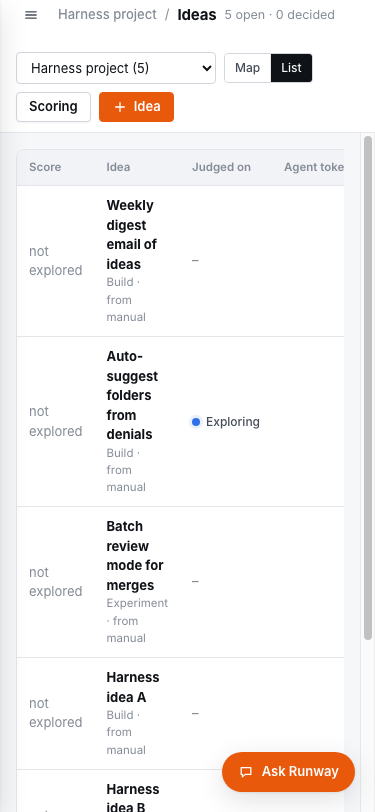 Harness project / Ideas 5 open · 0 decided
Harness project (5) Map List
Scoring + Idea
Score Idea Judged on Agent toke
not explored
Weekly
digest
email of
ideas
Build ·
from
manual
–
not explored
Auto-
suggest
folders
from
denials
Build ·
from
manual
Exploring
not explored
Batch
review
mode for
merges
Experiment
· from
manual
–
not explored
Harness
idea A
Build ·
from
manual
–
Harness
idea B
Ask Runway